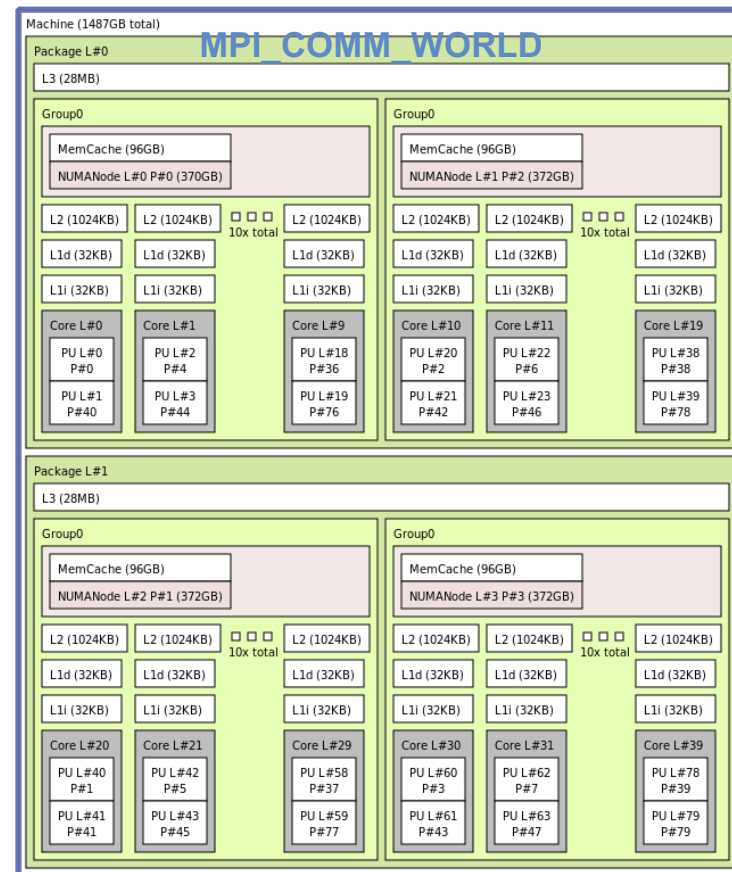 Machine (1487GB total)
MPI_COMM_WORLD
Package L#0
L3 (28MB)
Group0
MemCache (96GB)
NUMANode L#0 P#0 (370GB)
L2 (1024KB) L2 (1024KB) L2 (1024KB)
10x total
L1d (32KB) L1d (32KB) L1d (32KB)
L1i (32KB) L1i (32KB) L1i (32KB)
Core L#0 Core L#1 Core L#9
PU L#0 PU L#2 PU L#18
P#0 P#4 P#36
PU L#1 PU L#3 PU L#19
P#40 P#44 P#76
Group0
MemCache (96GB)
NUMANode L#1 P#2 (372GB)
L2 (1024KB) L2 (1024KB) L2 (1024KB)
10x total
L1d (32KB) L1d (32KB) L1d (32KB)
L1i (32KB) L1i (32KB) L1i (32KB)
Core L#10 Core L#11 Core L#19
PU L#20 PU L#22 PU L#38
P#2 P#6 P#38
PU L#21 PU L#23 PU L#39
P#42 P#46 P#78
Package L#1
L3 (28MB)
Group0
MemCache (96GB)
NUMANode L#2 P#1 (372GB)
L2 (1024KB) L2 (1024KB) L2 (1024KB)
10x total
L1d (32KB) L1d (32KB) L1d (32KB)
L1i (32KB) L1i (32KB) L1i (32KB)
Core L#20 Core L#21 Core L#29
PU L#40 PU L#42 PU L#58
P#1 P#5 P#37
PU L#41 PU L#43 PU L#59
P#41 P#45 P#77
Group0
MemCache (96GB)
NUMANode L#3 P#3 (372GB)
L2 (1024KB) L2 (1024KB) L2 (1024KB)
10x total
L1d (32KB) L1d (32KB) L1d (32KB)
L1i (32KB) L1i (32KB) L1i (32KB)
Core L#30 Core L#31 Core L#39
PU L#60 PU L#62 PU L#78
P#3 P#7 P#39
PU L#61 PU L#63 PU L#79
P#43 P#47 P#79